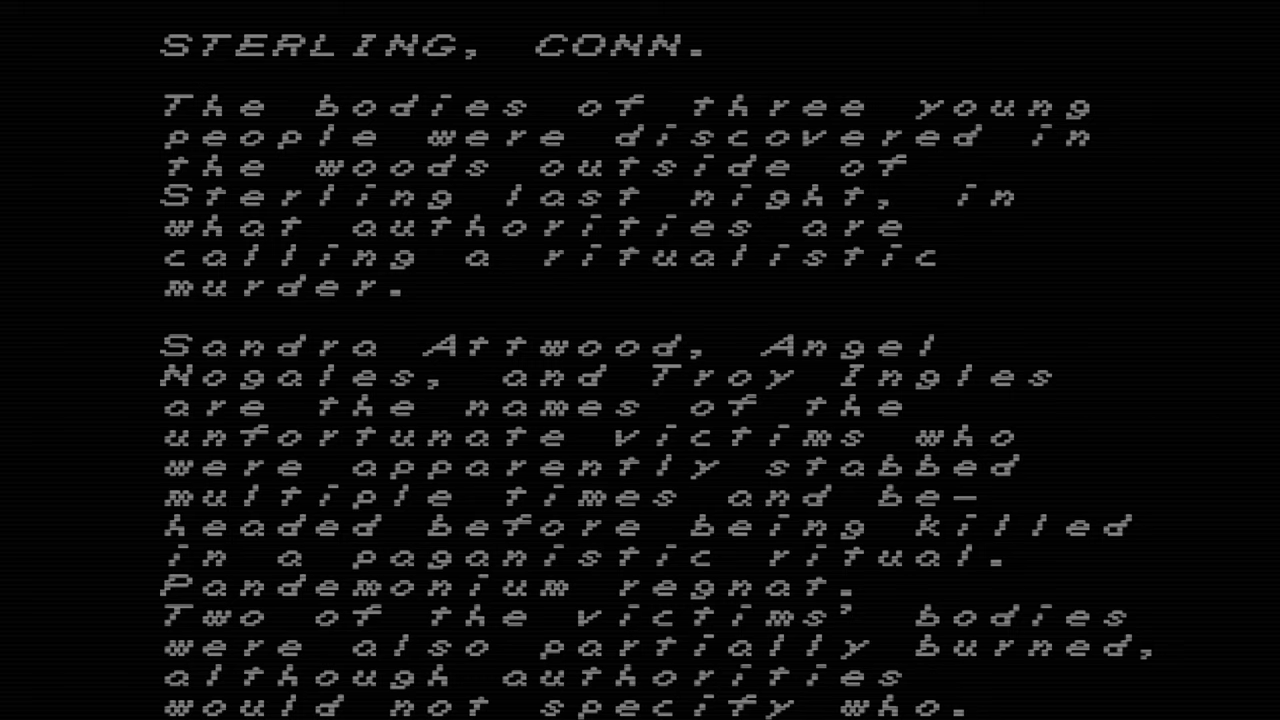 STERLING, CONN.
The bodies of three young
people were discovered in
the woods outside of
Sterling last night, in
what authorities are
calling a ritualistic
murder.
Sandra Attwood, Angel
Nogales, and Troy Ingles
are the names of the
unfortunate victims who
were apparently stabbed
multiple times and be-
headed before being killed
in a paganistic ritual.
Pandemonium regnat.
Two of the victims' bodies
were also partially burned,
although authorities
would not specify who.